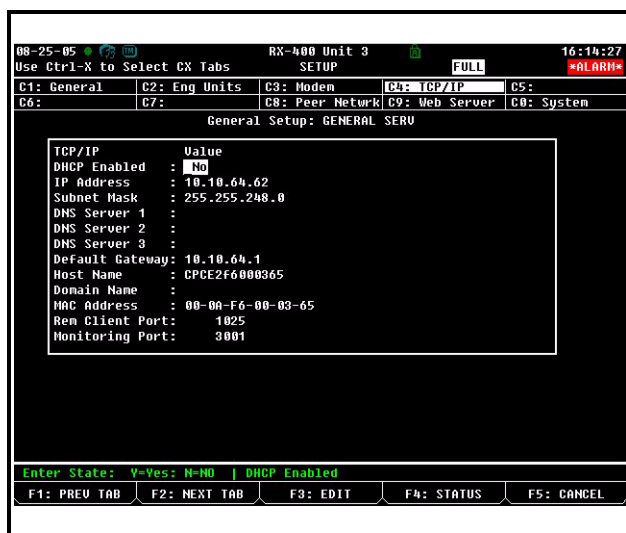 08-25-05 TM RX-400 Unit 3 16:14:27
Use Ctrl-X to Select CX Tabs SETUP FULL *ALARM*
C1: General C2: Eng Units C3: Modem C4: TCP/IP C5:
C6: C7: C8: Peer Netwrk C9: Web Server C0: System
General Setup: GENERAL SERV
TCP/IP Value
DHCP Enabled : No
IP Address : 10.10.64.62
Subnet Mask : 255.255.248.0
DNS Server 1 :
DNS Server 2 :
DNS Server 3 :
Default Gateway: 10.10.64.1
Host Name : CPCE2f6000365
Domain Name :
MAC Address : 00-0A-F6-00-03-65
Rem Client Port: 1025
Monitoring Port: 3001
Enter State: Y=Yes: N=NO | DHCP Enabled
F1: PREV TAB F2: NEXT TAB F3: EDIT F4: STATUS F5: CANCEL